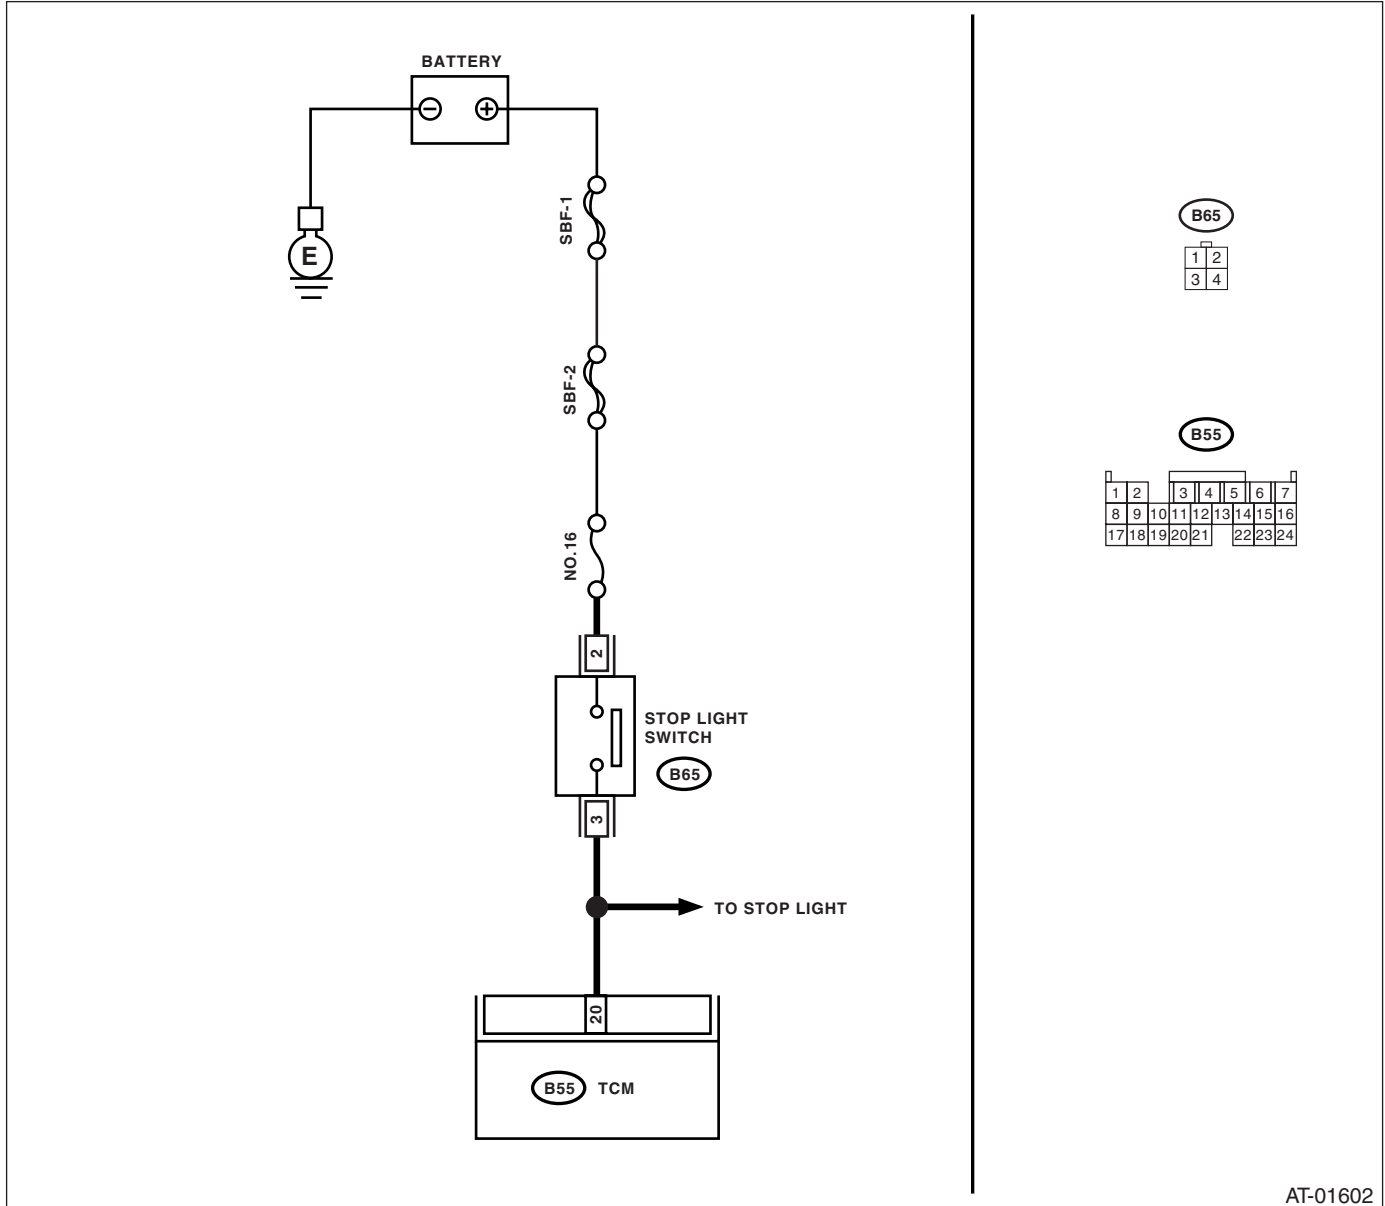 BATTERY
E
SBF-1
SBF-2
NO.16
2
STOP LIGHT
SWITCH
B65
3
TO STOP LIGHT
20
B55 TCM
B65
1 2
3 4
B55
1 2 3 4 5 6 7
8 9 10 11 12 13 14 15 16
17 18 19 20 21 22 23 24
AT-01602